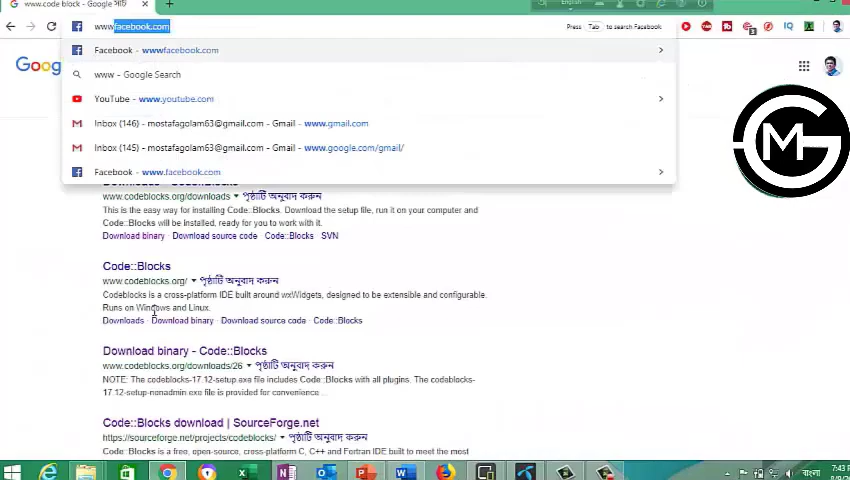 www.code block - Google সার্চ
English
wwwfacebook.com
Press Tab to search Facebook
Facebook - wwwfacebook.com
www - Google Search
YouTube - www.youtube.com
Inbox (146) - mostafagolam63@gmail.com - Gmail - www.gmail.com
Inbox (145) - mostafagolam63@gmail.com - Gmail - www.google.com/gmail/
Facebook - www.facebook.com
Goog
MG
Downloads - Code::Blocks
www.codeblocks.org/downloads ▾ পৃষ্ঠাটি অনুবাদ করুন
This is the easy way for installing Code::Blocks. Download the setup file, run it on your computer and
Code::Blocks will be installed, ready for you to work with it.
Download binary · Download source code · Code::Blocks · SVN
Code::Blocks
www.codeblocks.org/ ▾ পৃষ্ঠাটি অনুবাদ করুন
Codeblocks is a cross-platform IDE built around wxWidgets, designed to be extensible and configurable.
Runs on Windows and Linux.
Downloads · Download binary · Download source code · Code::Blocks
Download binary - Code::Blocks
www.codeblocks.org/downloads/26 ▾ পৃষ্ঠাটি অনুবাদ করুন
NOTE: The codeblocks-17.12-setup.exe file includes Code::Blocks with all plugins. The codeblocks-
17.12-setup-nonadmin.exe file is provided for convenience ...
Code::Blocks download | SourceForge.net
https://sourceforge.net/projects/codeblocks/ ▾ পৃষ্ঠাটি অনুবাদ করুন
Code::Blocks is a free, open-source, cross-platform C, C++ and Fortran IDE built to meet the most
বাংলা
7:43